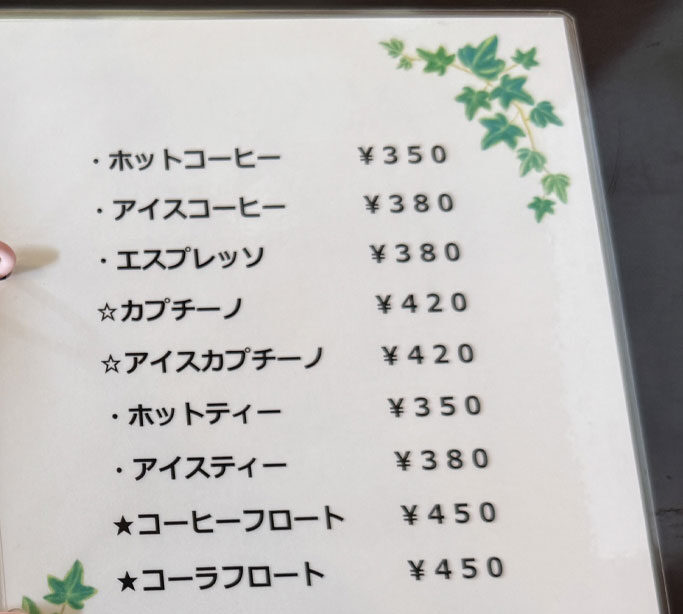 ・ホットコーヒー ¥350
・アイスコーヒー ¥380
・エスプレッソ ¥380
☆カプチーノ ¥420
☆アイスカプチーノ ¥420
・ホットティー ¥350
・アイスティー ¥380
★コーヒーフロート ¥450
★コーラフロート ¥450